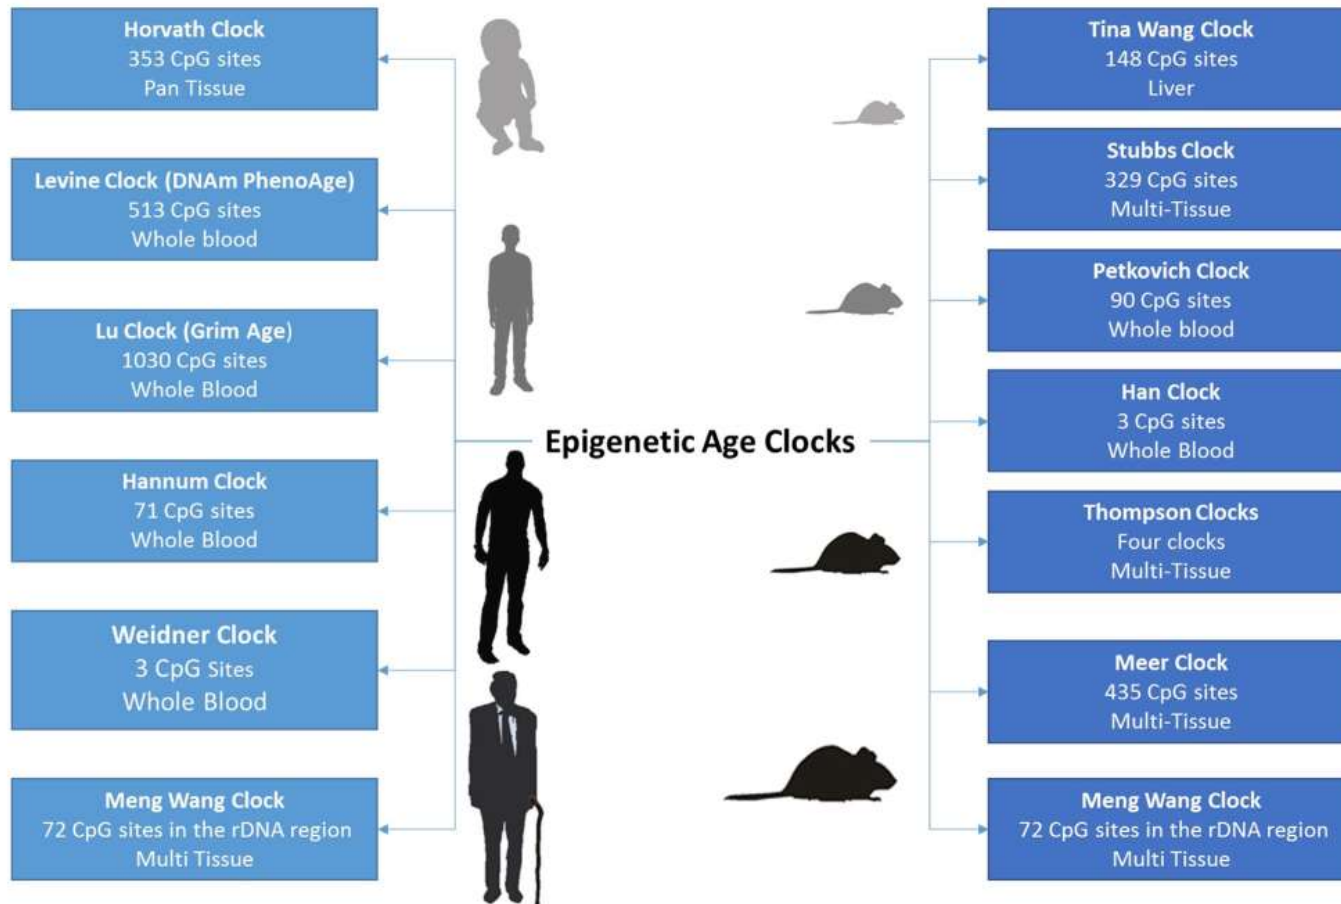 Horvath Clock
353 CpG sites
Pan Tissue
Levine Clock (DNAm PhenoAge)
513 CpG sites
Whole blood
Lu Clock (Grim Age)
1030 CpG sites
Whole Blood
Hannum Clock
71 CpG sites
Whole Blood
Weidner Clock
3 CpG Sites
Whole Blood
Meng Wang Clock
72 CpG sites in the rDNA region
Multi Tissue
Epigenetic Age Clocks
Tina Wang Clock
148 CpG sites
Liver
Stubbs Clock
329 CpG sites
Multi-Tissue
Petkovich Clock
90 CpG sites
Whole blood
Han Clock
3 CpG sites
Whole Blood
Thompson Clocks
Four clocks
Multi-Tissue
Meer Clock
435 CpG sites
Multi-Tissue
Meng Wang Clock
72 CpG sites in the rDNA region
Multi Tissue